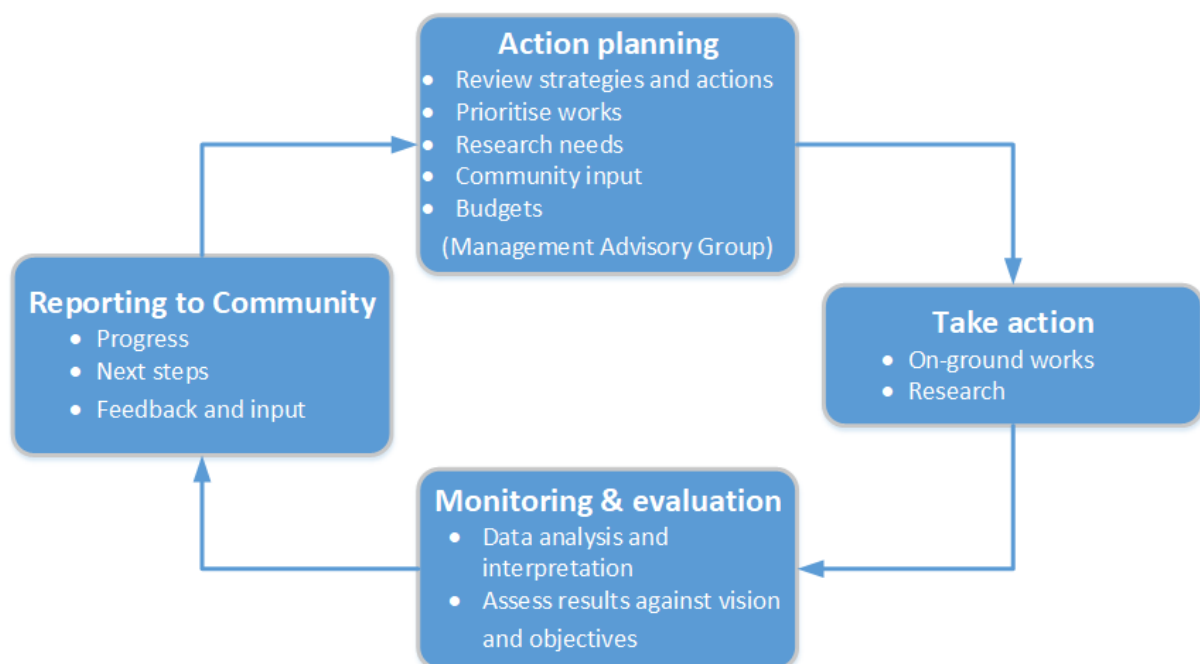 Action planning
• Review strategies and actions
• Prioritise works
• Research needs
• Community input
• Budgets
(Management Advisory Group)
Reporting to Community
• Progress
• Next steps
• Feedback and input
Take action
• On-ground works
• Research
Monitoring & evaluation
• Data analysis and
interpretation
• Assess results against vision
and objectives